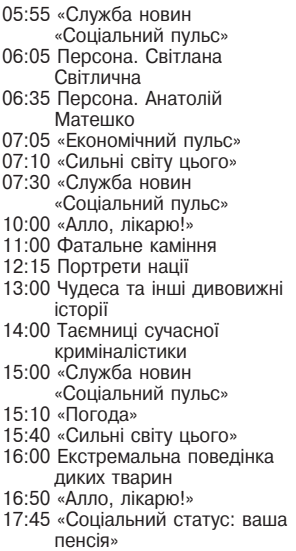 05:55 «Служба новин
«Соціальний пульс»
06:05 Персона. Світлана
Світлична
06:35 Персона. Анатолій
Матешко
07:05 «Економічний пульс»
07:10 «Сильні світу цього»
07:30 «Служба новин
«Соціальний пульс»
10:00 «Алло, лікарю!»
11:00 Фатальне каміння
12:15 Портрети нації
13:00 Чудеса та інші дивовижні
історії
14:00 Таємниці сучасної
криміналістики
15:00 «Служба новин
«Соціальний пульс»
15:10 «Погода»
15:40 «Сильні світу цього»
16:00 Екстремальна поведінка
диких тварин
16:50 «Алло, лікарю!»
17:45 «Соціальний статус: ваша
пенсія»